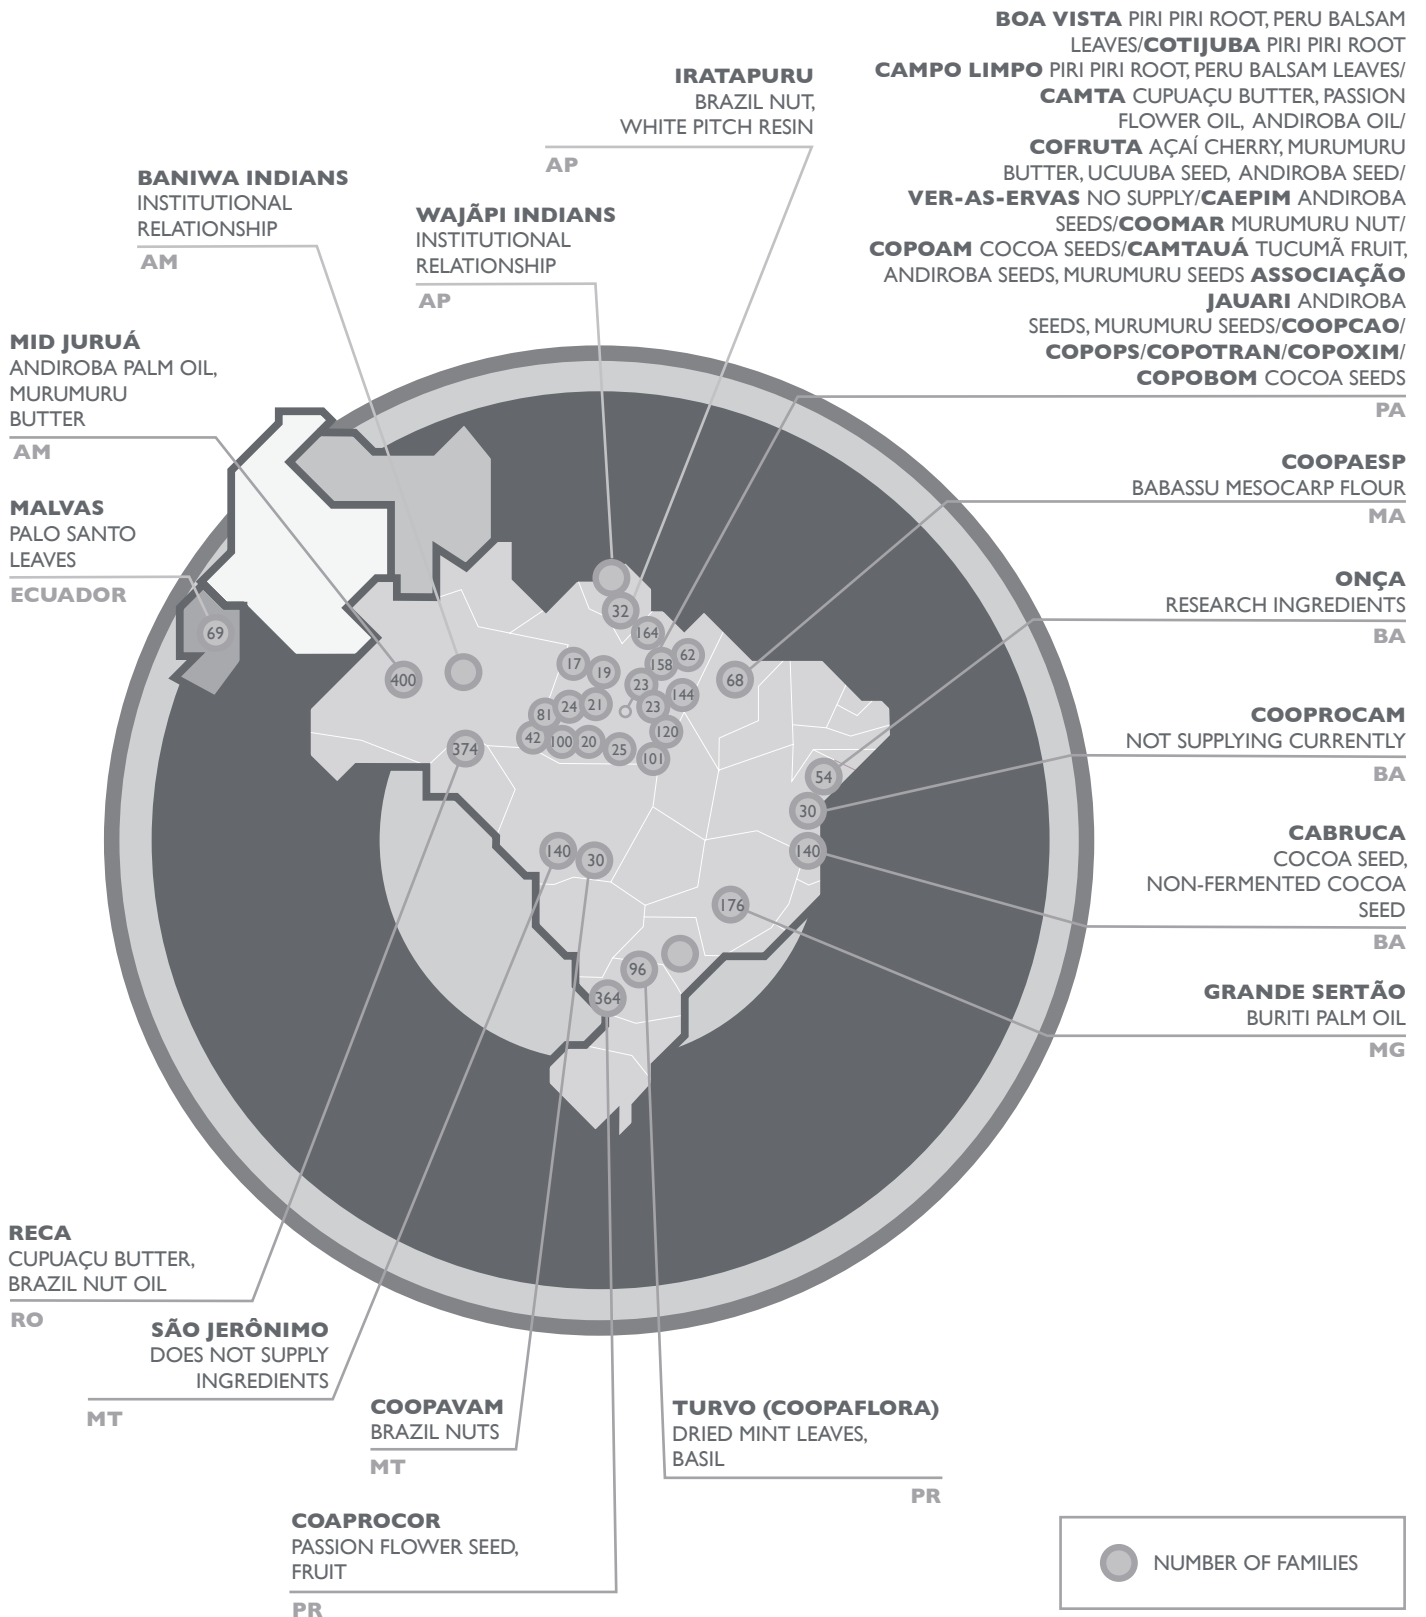 BOA VISTA PIRI PIRI ROOT, PERU BALSAM
LEAVES/COTIJUBA PIRI PIRI ROOT
CAMPO LIMPO PIRI PIRI ROOT, PERU BALSAM LEAVES/
CAMTA CUPUAÇU BUTTER, PASSION
FLOWER OIL, ANDIROBA OIL/
COFRUTA AÇAÍ CHERRY, MURUMURU
BUTTER, UCUUBA SEED, ANDIROBA SEED/
VER-AS-ERVAS NO SUPPLY/CAEPIM ANDIROBA
SEEDS/COOMAR MURUMURU NUT/
COPOAM COCOA SEEDS/CAMTAUÁ TUCUMÃ FRUIT,
ANDIROBA SEEDS, MURUMURU SEEDS ASSOCIAÇÃO
JAUARI ANDIROBA
SEEDS, MURUMURU SEEDS/COOPCAO/
COPOPS/COPOTRAN/COPOXIM/
COPOBOM COCOA SEEDS
PA
IRATAPURU
BRAZIL NUT,
WHITE PITCH RESIN
AP
BANIWA INDIANS
INSTITUTIONAL
RELATIONSHIP
AM
WAJÃPI INDIANS
INSTITUTIONAL
RELATIONSHIP
AP
MID JURUÁ
ANDIROBA PALM OIL,
MURUMURU
BUTTER
AM
MALVAS
PALO SANTO
LEAVES
ECUADOR
COOPAESP
BABASSU MESOCARP FLOUR
MA
ONÇA
RESEARCH INGREDIENTS
BA
COOPROCAM
NOT SUPPLYING CURRENTLY
BA
CABRUCA
COCOA SEED,
NON-FERMENTED COCOA
SEED
BA
GRANDE SERTÃO
BURITI PALM OIL
MG
69
32
164
17
19
158
62
400
23
144
68
81
24
21
23
42
100
20
25
120
101
374
54
30
140
140
30
176
96
364
RECA
CUPUAÇU BUTTER,
BRAZIL NUT OIL
RO
SÃO JERÔNIMO
DOES NOT SUPPLY
INGREDIENTS
MT
COOPAVAM
BRAZIL NUTS
MT
TURVO (COOPAFLORA)
DRIED MINT LEAVES,
BASIL
PR
COAPROCOR
PASSION FLOWER SEED,
FRUIT
PR
NUMBER OF FAMILIES